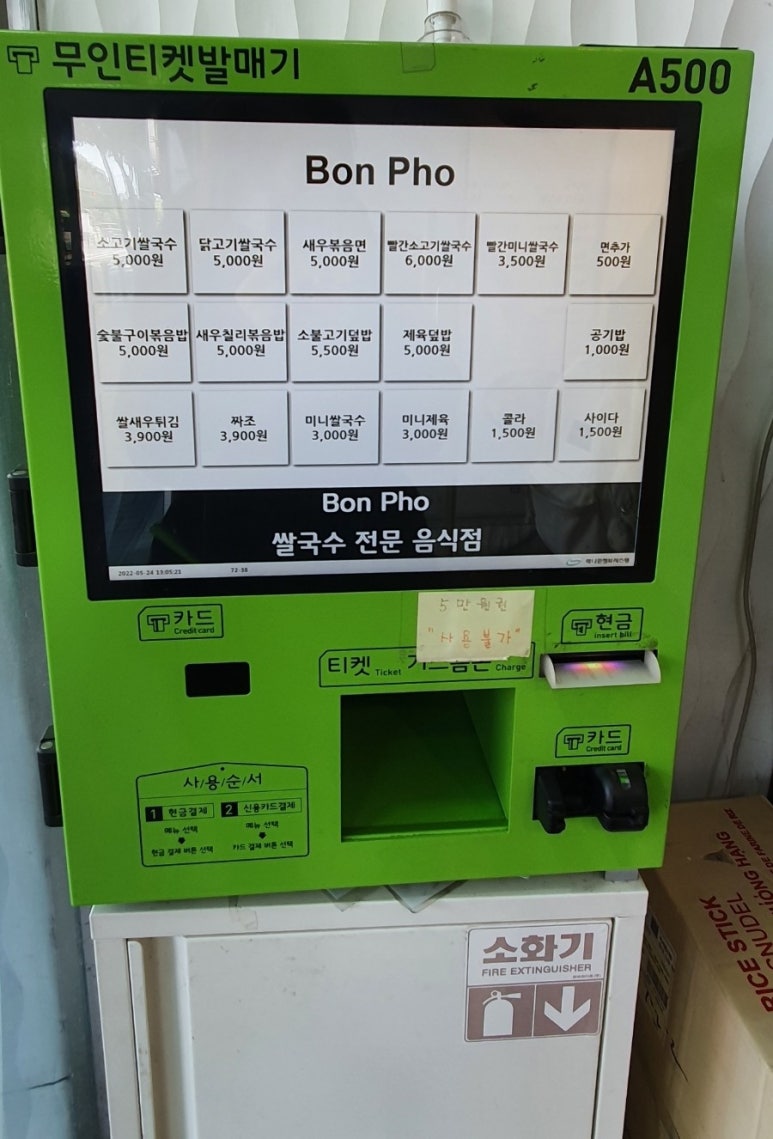 무인티켓발매기
A500
Bon Pho
소고기쌀국수
5,000원
닭고기쌀국수
5,000원
새우볶음면
5,000원
빨간소고기쌀국수
6,000원
빨간미니쌀국수
3,500원
면추가
500원
숯불구이볶음밥
5,000원
새우칠리볶음밥
5,000원
소불고기덮밥
5,500원
제육덮밥
5,000원
공기밥
1,000원
쌀새우튀김
3,900원
짜조
3,900원
미니쌀국수
3,000원
미니제육
3,000원
콜라
1,500원
사이다
1,500원
Bon Pho
쌀국수 전문 음식점
2022-05-24 13:05:21
72-38
카드
Credit card
5만원권
"사용불가"
현금
insert bill
티켓
Ticket
Charge
카드
Credit card
사/용/순/서
1 현금결제
메뉴 선택
현금 결제 버튼 선택
2 신용카드결제
메뉴 선택
카드 결제 버튼 선택
소화기
FIRE EXTINGUISHER
RICE STICK